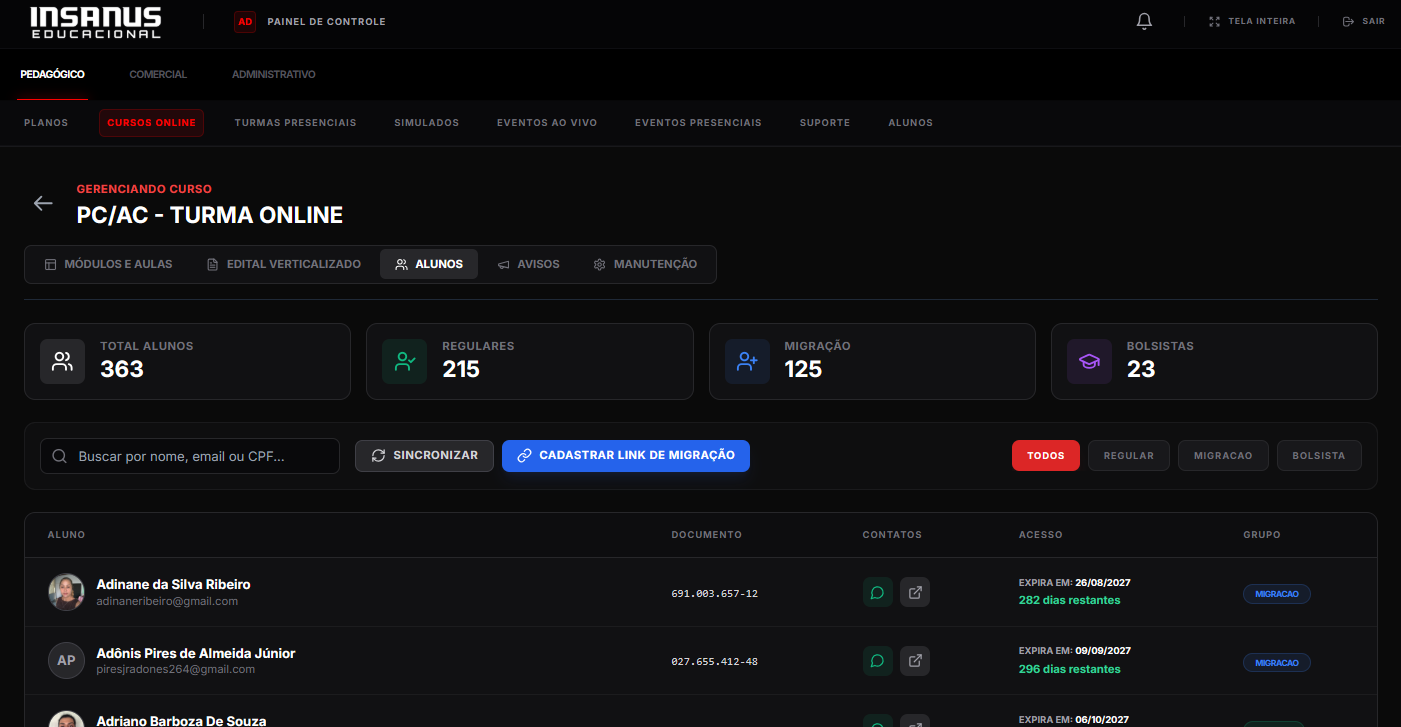 INSANUS
EDUCACIONAL
AD PAINEL DE CONTROLE
TELA INTEIRA
SAIR
PEDAGÓGICO COMERCIAL ADMINISTRATIVO
PLANOS CURSOS ONLINE TURMAS PRESENCIAIS SIMULADOS EVENTOS AO VIVO EVENTOS PRESENCIAIS SUPORTE ALUNOS
GERENCIANDO CURSO
PC/AC - TURMA ONLINE
MÓDULOS E AULAS EDITAL VERTICALIZADO ALUNOS AVISOS MANUTENÇÃO
TOTAL ALUNOS
363
REGULARES
215
MIGRAÇÃO
125
BOLSISTAS
23
Buscar por nome, email ou CPF...
SINCRONIZAR
CADASTRAR LINK DE MIGRAÇÃO
TODOS REGULAR MIGRACAO BOLSISTA
ALUNO DOCUMENTO CONTATOS ACESSO GRUPO
Adinane da Silva Ribeiro
adinaneribeiro@gmail.com
691.003.657-12
EXPIRA EM: 26/08/2027
282 dias restantes
MIGRACAO
AP
Adônis Pires de Almeida Júnior
piresjradones264@gmail.com
027.655.412-48
EXPIRA EM: 09/09/2027
296 dias restantes
MIGRACAO
Adriano Barboza De Souza
EXPIRA EM: 06/10/2027